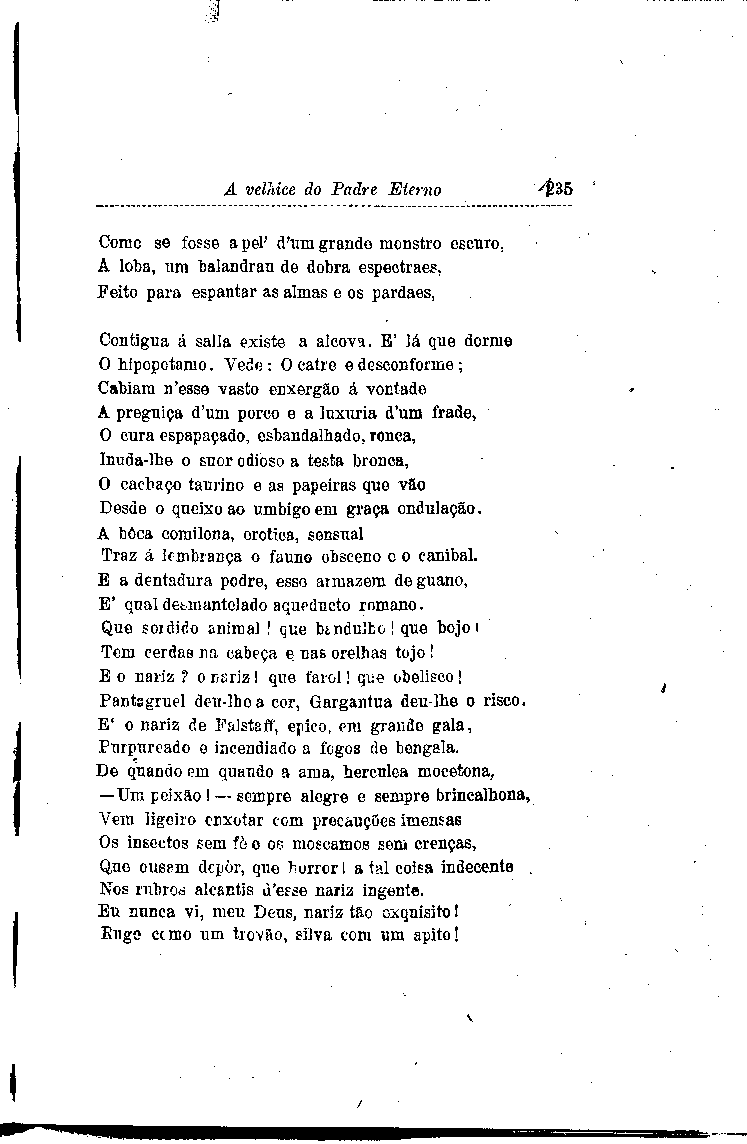 A velhice do Padre Eterno 235
Como se fosse a pel' d'um grande monstro escuro,
A loba, um balandrau de dobra espectraes,
Feito para espantar as almas e os pardaes,
Contigua á salla existe a alcova. E' lá que dorme
O hipopotamo. Vede: O catre e desconforme;
Cabiam n'esse vasto enxergão á vontade
A preguiça d'um porco e a luxuria d'um frade,
O cura espapaçado, esbandalhado, ronca,
Inuda-lhe o suor odioso a testa bronca,
O cachaço taurino e as papeiras que vão
Desde o queixo ao umbigo em graça ondulação.
A bôca comilona, erotica, sensual
Traz á lembrança o fauno obsceno e o canibal.
E a dentadura podre, esse armazem de guano,
E' qual desmantelado aqueducto romano.
Que sordido animal! que bandulho! que bojo!
Tem cerdas na cabeça e nas orelhas tojo!
E o nariz? o nariz! que farol! que obelisco!
Pantagruel deu-lho a cor, Gargantua deu-lhe o risco.
E' o nariz de Falstaff, epico, em grande gala,
Purpureado e incendiado a fogos de bengala.
De quando em quando a ama, herculea mocetona,
—Um peixão!—sempre alegre e sempre brincalhona,
Vem ligeiro enxotar com precauções imensas
Os insectos sem fé e os moscamos sem crenças,
Que ousem depôr, que horror! a tal coisa indecente
Nos rubros alcantis d'esse nariz ingente.
Eu nunca vi, meu Deus, nariz tão exquisito!
Ruge como um trovão, silva com um apito!